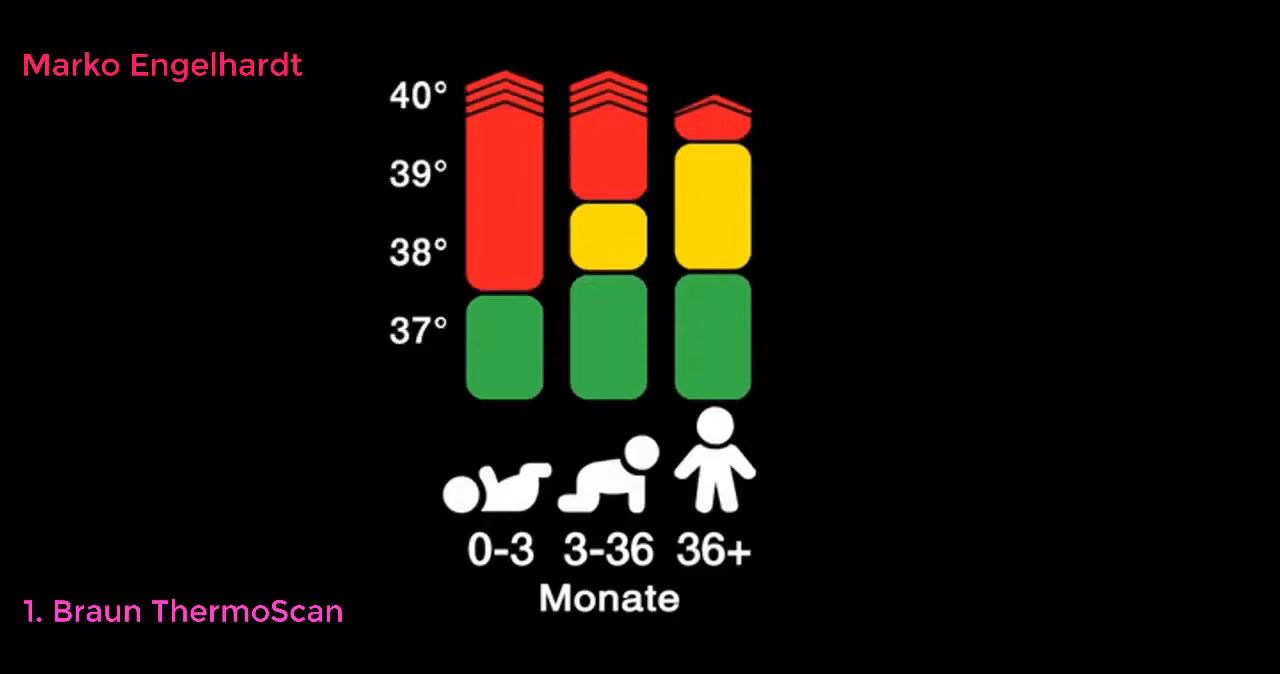 Marko Engelhardt
40°
39°
38°
37°
0-3 3-36 36+
Monate
1. Braun ThermoScan